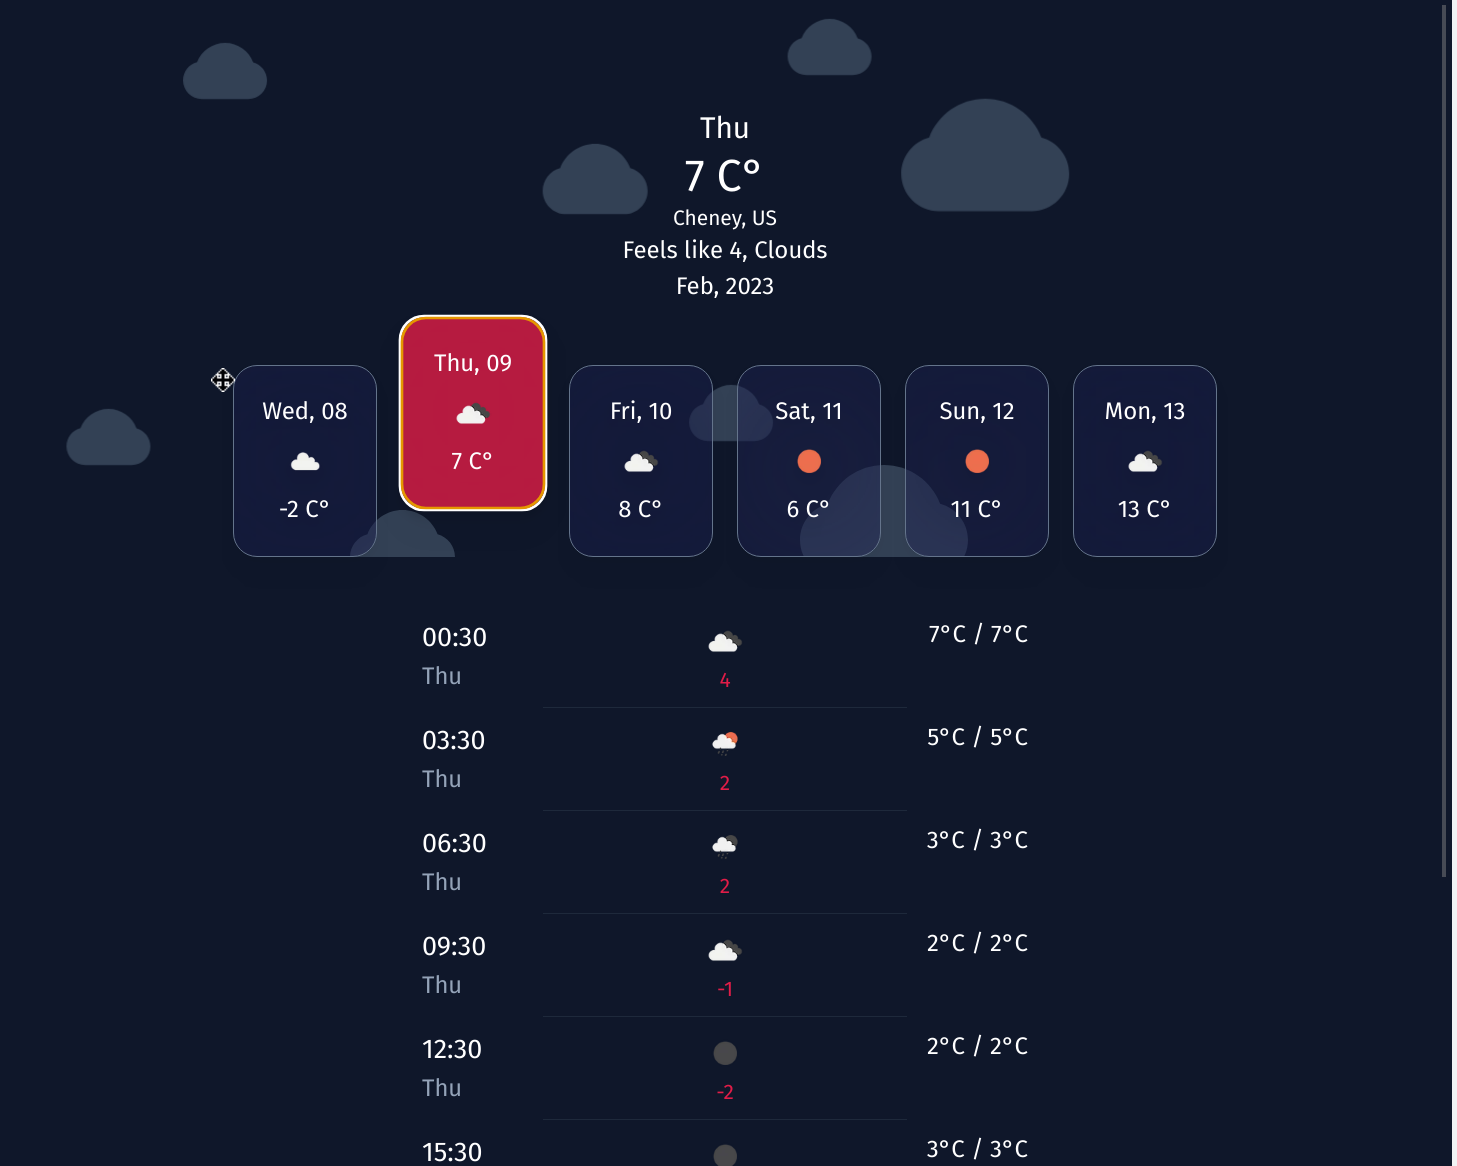 Thu
7 C°
Cheney, US
Feels like 4, Clouds
Feb, 2023
Wed, 08
-2 C°
Thu, 09
7 C°
Fri, 10
8 C°
Sat, 11
6 C°
Sun, 12
11 C°
Mon, 13
13 C°
00:30
Thu
4
7°C / 7°C
03:30
Thu
2
5°C / 5°C
06:30
Thu
2
3°C / 3°C
09:30
Thu
-1
2°C / 2°C
12:30
Thu
-2
2°C / 2°C
15:30
3°C / 3°C